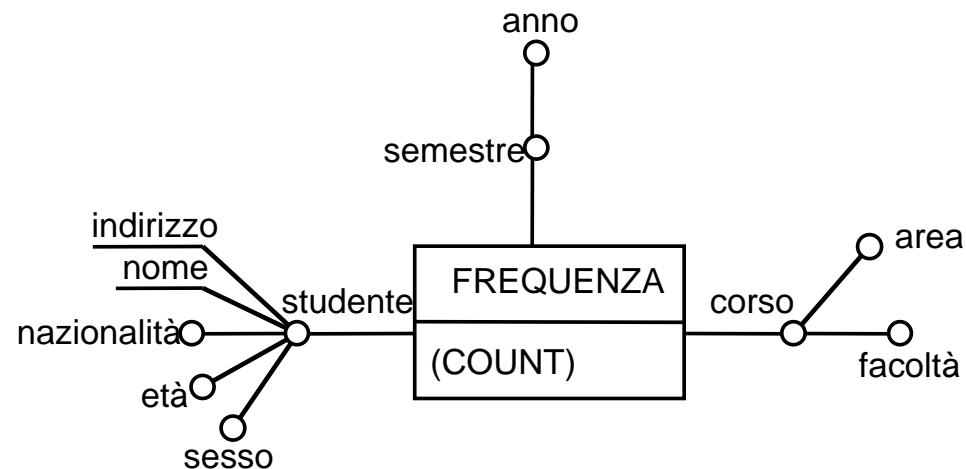 anno
semestre
indirizzo
nome
nazionalità
età
sesso
studente
FREQUENZA
(COUNT)
corso
area
facoltà